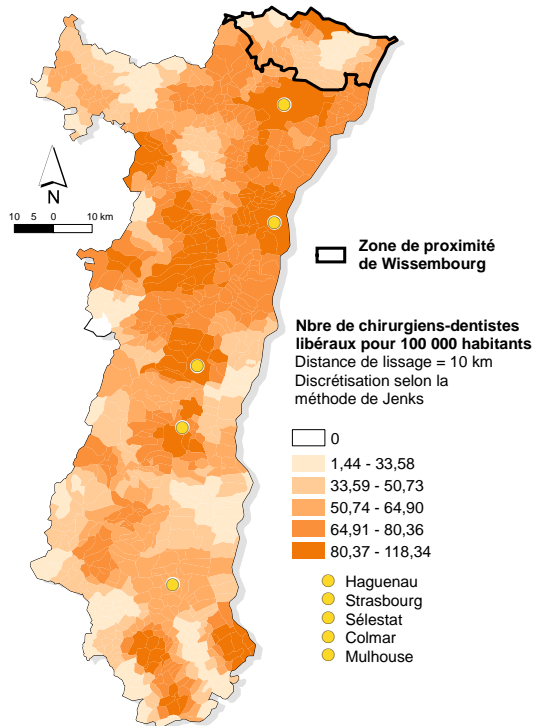 N
10 5 0 10 km
Zone de proximité
de Wissembourg
Nbre de chirurgiens-dentistes
libéraux pour 100 000 habitants
Distance de lissage = 10 km
Discrétisation selon la
méthode de Jenks
0
1,44 - 33,58
33,59 - 50,73
50,74 - 64,90
64,91 - 80,36
80,37 - 118,34
Haguenau
Strasbourg
Sélestat
Colmar
Mulhouse